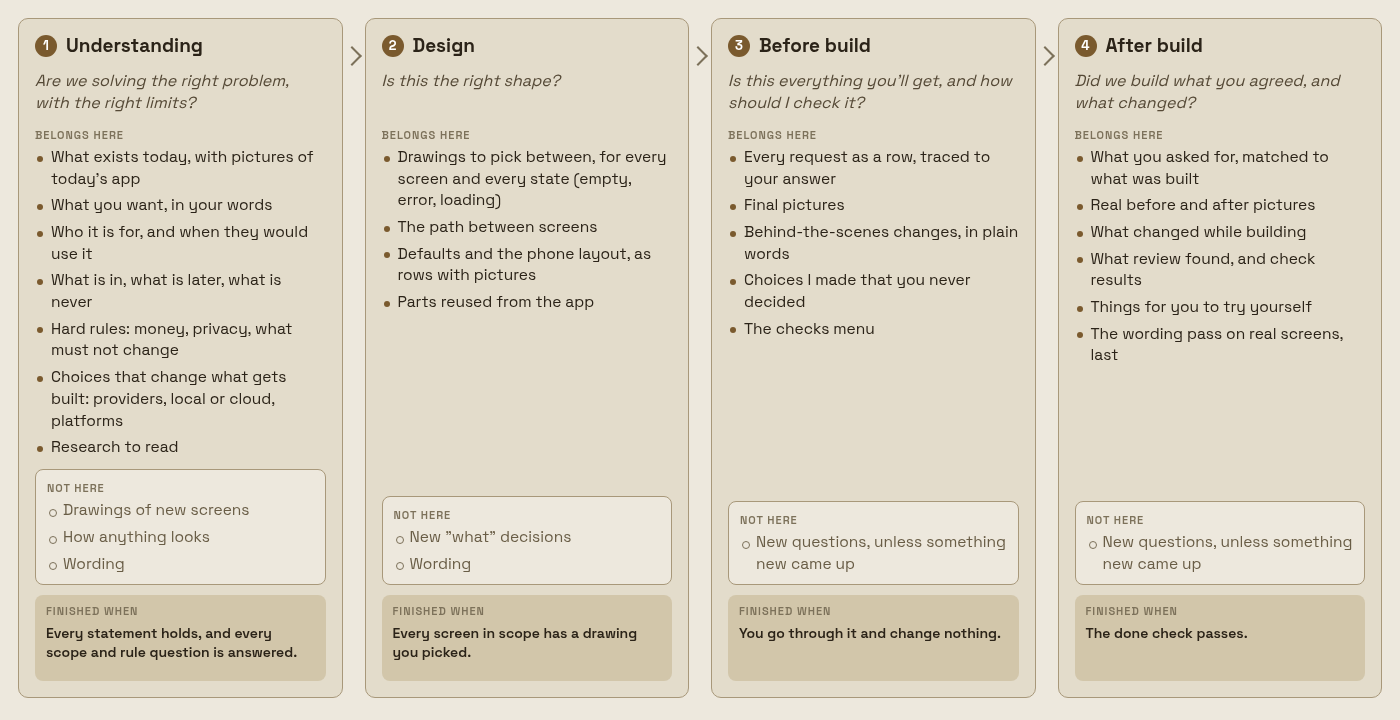 1 Understanding
Are we solving the right problem,
with the right limits?
BELONGS HERE
What exists today, with pictures of
today's app
What you want, in your words
Who it is for, and when they would
use it
What is in, what is later, what is
never
Hard rules: money, privacy, what
must not change
Choices that change what gets
built: providers, local or cloud,
platforms
Research to read
NOT HERE
Drawings of new screens
How anything looks
Wording
FINISHED WHEN
Every statement holds, and every
scope and rule question is answered.
2 Design
Is this the right shape?
BELONGS HERE
Drawings to pick between, for every
screen and every state (empty,
error, loading)
The path between screens
Defaults and the phone layout, as
rows with pictures
Parts reused from the app
NOT HERE
New "what" decisions
Wording
FINISHED WHEN
Every screen in scope has a drawing
you picked.
3 Before build
Is this everything you'll get, and how
should I check it?
BELONGS HERE
Every request as a row, traced to
your answer
Final pictures
Behind-the-scenes changes, in plain
words
Choices I made that you never
decided
The checks menu
NOT HERE
New questions, unless something
new came up
FINISHED WHEN
You go through it and change nothing.
4 After build
Did we build what you agreed, and
what changed?
BELONGS HERE
What you asked for, matched to
what was built
Real before and after pictures
What changed while building
What review found, and check
results
Things for you to try yourself
The wording pass on real screens,
last
NOT HERE
New questions, unless something
new came up
FINISHED WHEN
The done check passes.